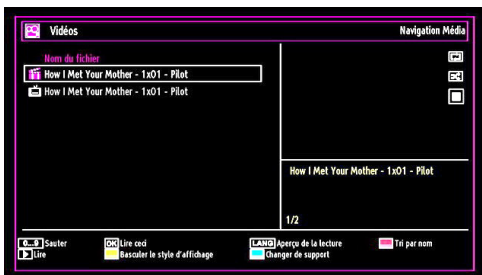 Vidéos
Navigation Média
Nom du fichier
How I Met Your Mother - 1x01 - Pilot
How I Met Your Mother - 1x01 - Pilot
How I Met Your Mother - 1x01 - Pilot
1/2
0...9 Sauter
OK Lire ceci
LANG Aperçu de la lecture
Tri par nom
Lire
Basculer le style d'affichage
Changer de support